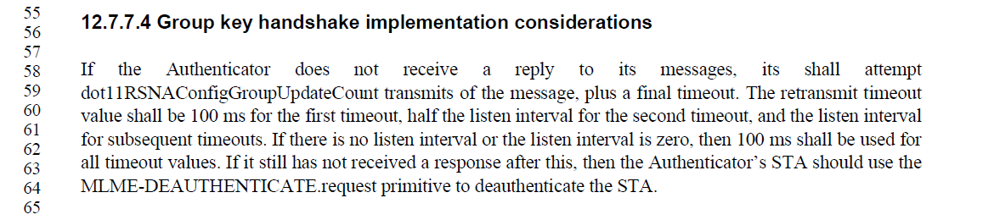 55
56 12.7.7.4 Group key handshake implementation considerations
57
58 If the Authenticator does not receive a reply to its messages, its shall attempt
59 dot11RSNAConfigGroupUpdateCount transmits of the message, plus a final timeout. The retransmit timeout
60 value shall be 100 ms for the first timeout, half the listen interval for the second timeout, and the listen interval
61 for subsequent timeouts. If there is no listen interval or the listen interval is zero, then 100 ms shall be used for
62
63 all timeout values. If it still has not received a response after this, then the Authenticator’s STA should use the
64 MLME-DEAUTHENTICATE.request primitive to deauthenticate the STA.
65